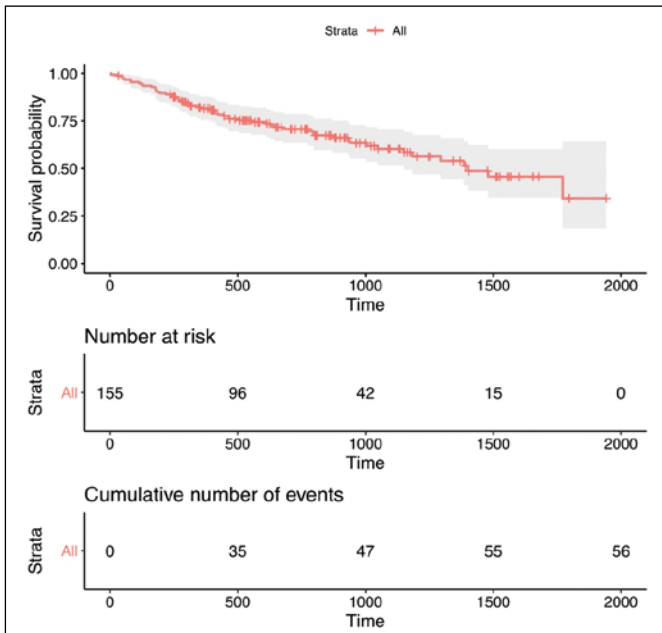 Strata All
Survival probability
1.00
0.75
0.50
0.25
0.00
0 500 1000 1500 2000
Time
Number at risk
Strata
All 155 96 42 15 0
0 500 1000 1500 2000
Time
Cumulative number of events
Strata
All 0 35 47 55 56
0 500 1000 1500 2000
Time